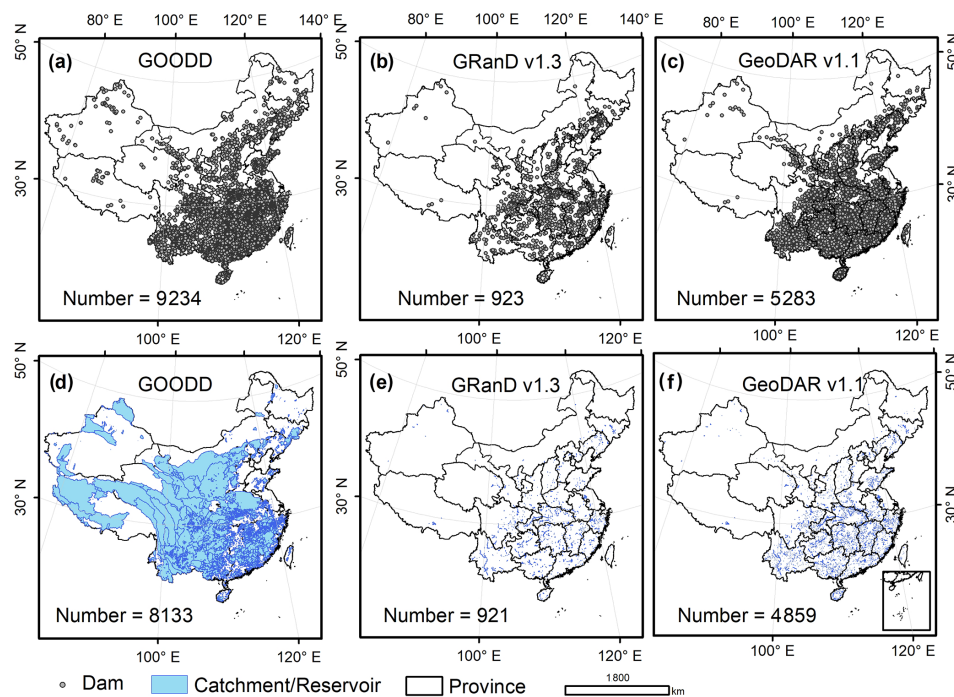 80° E 100° E 120° E 140° E
80° E 100° E 120° E 140° E
80° E 100° E 120° E
50° N
30° N
(a) GOODD
Number = 9234
50° N
30° N
(b) GRanD v1.3
Number = 923
(c) GeoDAR v1.1
Number = 5283
50° N
30° N
100° E 120° E
100° E 120° E
100° E 120° E
50° N
30° N
(d) GOODD
Number = 8133
50° N
30° N
(e) GRanD v1.3
Number = 921
(f) GeoDAR v1.1
Number = 4859
50° N
30° N
100° E 120° E
100° E 120° E
100° E 120° E
Dam Catchment/Reservoir Province
1800
km